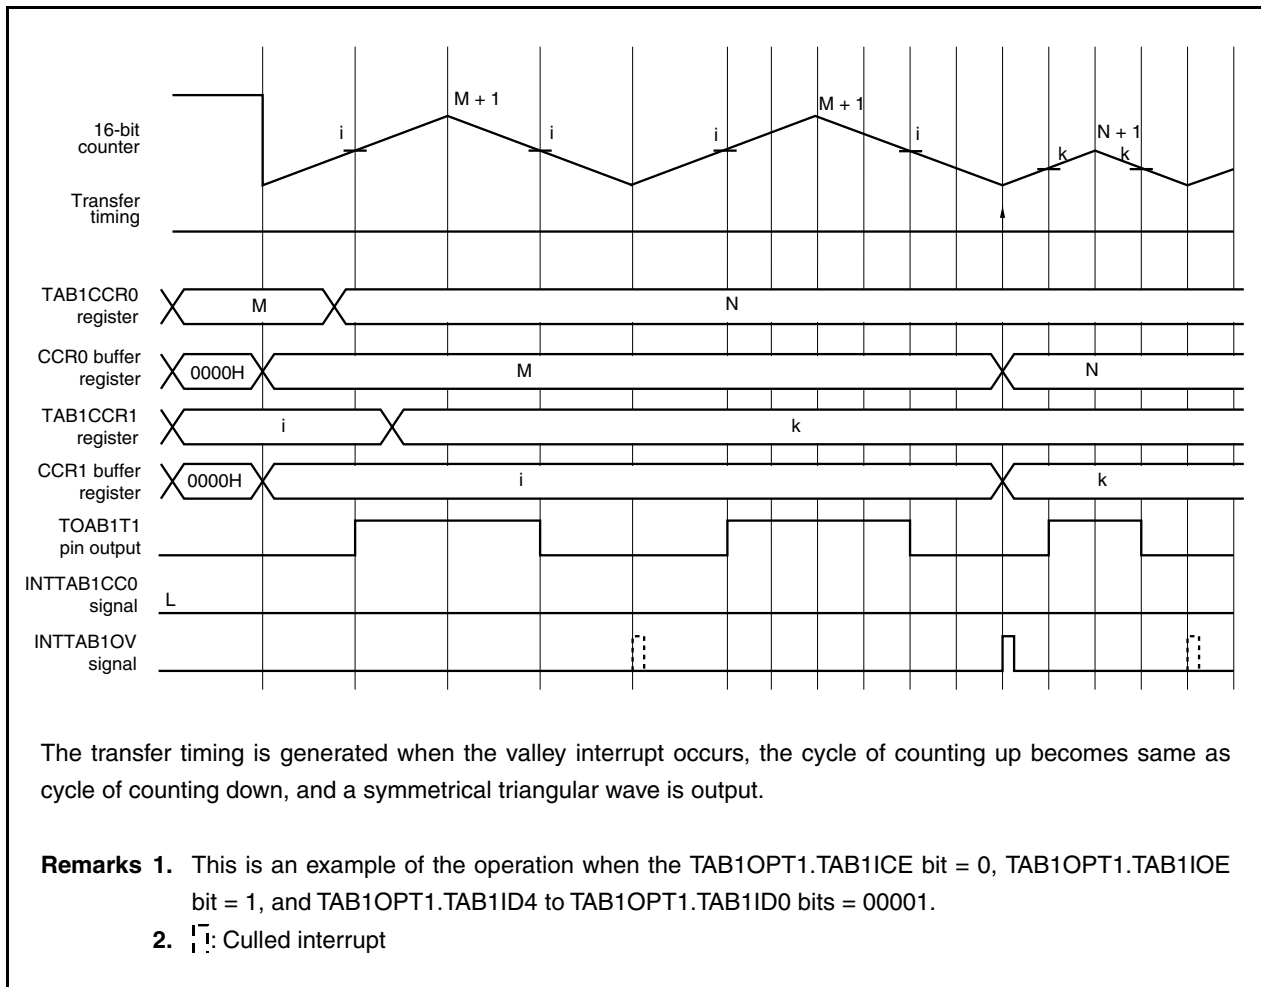 M + 1
M + 1
N + 1
i
i
i
i
k
k
16-bit
counter
Transfer
timing
TAB1CCR0
register
M
N
CCR0 buffer
register
0000H
M
N
TAB1CCR1
register
i
k
CCR1 buffer
register
0000H
i
k
TOAB1T1
pin output
INTTAB1CC0
signal
L
INTTAB1OV
signal
The transfer timing is generated when the valley interrupt occurs, the cycle of counting up becomes same as
cycle of counting down, and a symmetrical triangular wave is output.
Remarks 1. This is an example of the operation when the TAB1OPT1.TAB1ICE bit = 0, TAB1OPT1.TAB1IOE
bit = 1, and TAB1OPT1.TAB1ID4 to TAB1OPT1.TAB1ID0 bits = 00001.
2. : Culled interrupt